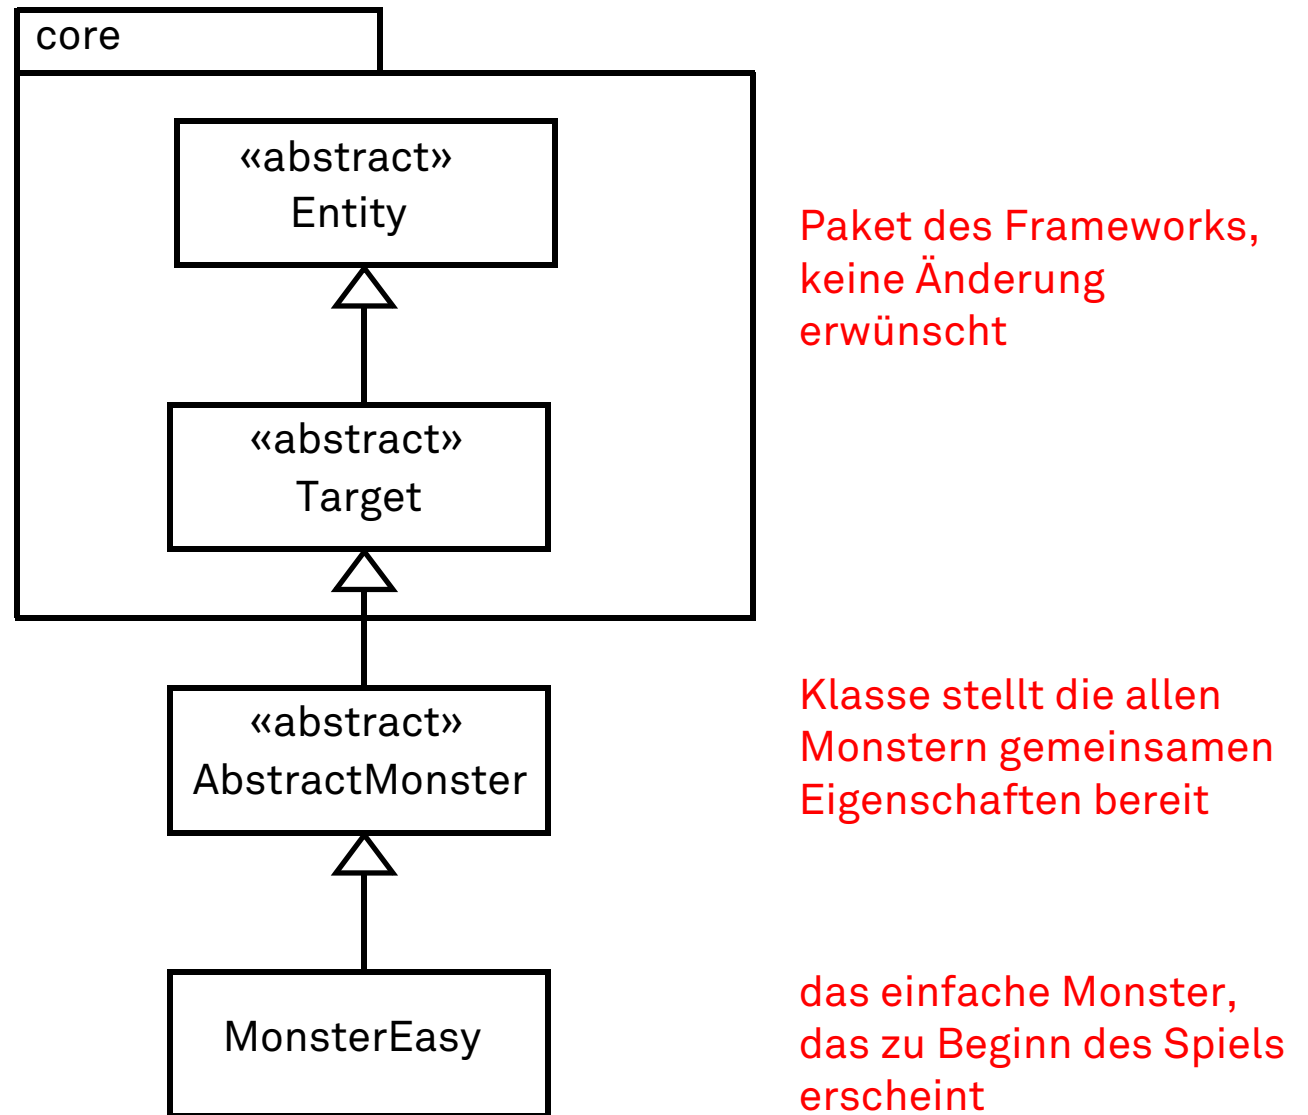 core
«abstract»
Entity
Paket des Frameworks,
keine Änderung
erwünscht
«abstract»
Target
Klasse stellt die allen
Monstern gemeinsamen
Eigenschaften bereit
«abstract»
AbstractMonster
das einfache Monster,
das zu Beginn des Spiels
erscheint
MonsterEasy